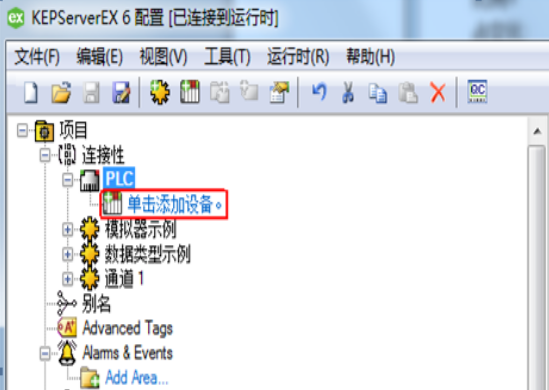 KEPServerEX 6 配置 [已连接到运行时]
文件(F) 编辑(E) 视图(V) 工具(T) 运行时(R) 帮助(H)
QC
项目
连接性
PLC
单击添加设备。
模拟器示例
数据类型示例
通道 1
别名
Advanced Tags
Alarms & Events
Add Area...